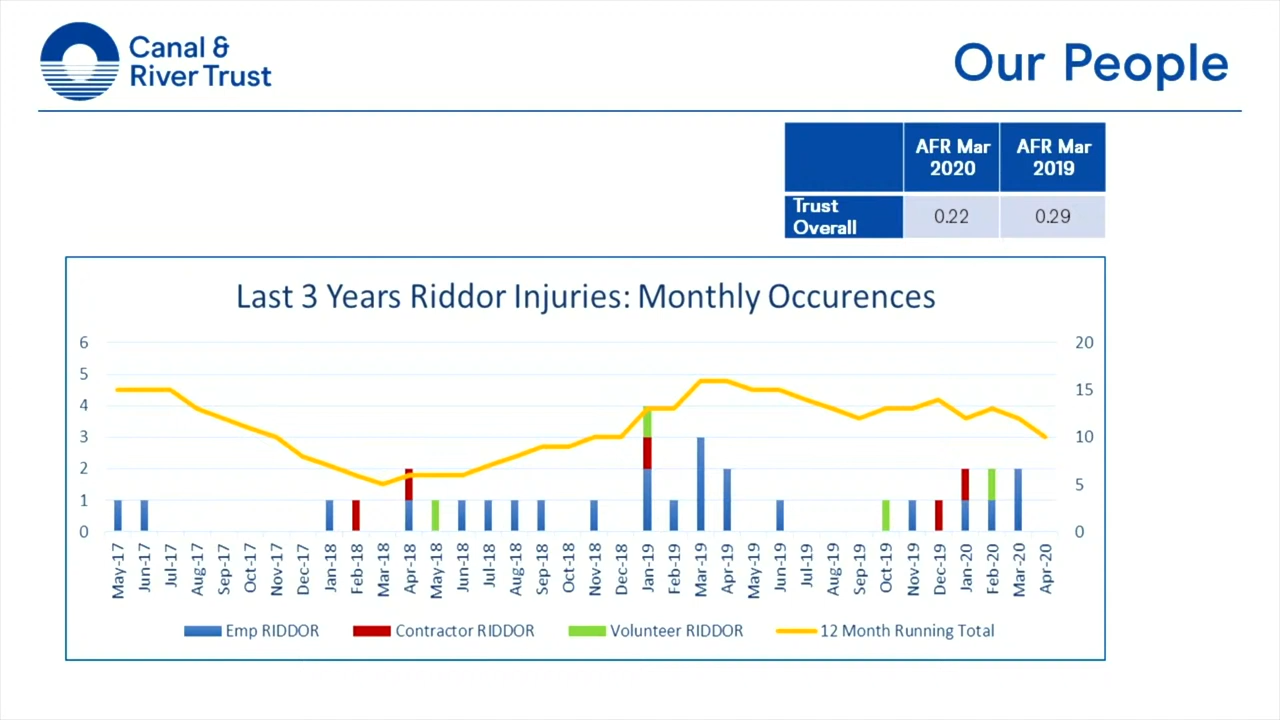 Canal &
River Trust
Our People
AFR Mar
2020
AFR Mar
2019
Trust
Overall
0.22
0.29
Last 3 Years Riddor Injuries: Monthly Occurences
6
5
4
3
2
1
0
20
15
10
5
0
May-17
Jun-17
Jul-17
Aug-17
Sep-17
Oct-17
Nov-17
Dec-17
Jan-18
Feb-18
Mar-18
Apr-18
May-18
Jun-18
Jul-18
Aug-18
Sep-18
Oct-18
Nov-18
Dec-18
Jan-19
Feb-19
Mar-19
Apr-19
May-19
Jun-19
Jul-19
Aug-19
Sep-19
Oct-19
Nov-19
Dec-19
Jan-20
Feb-20
Mar-20
Apr-20
Emp RIDDOR
Contractor RIDDOR
Volunteer RIDDOR
12 Month Running Total